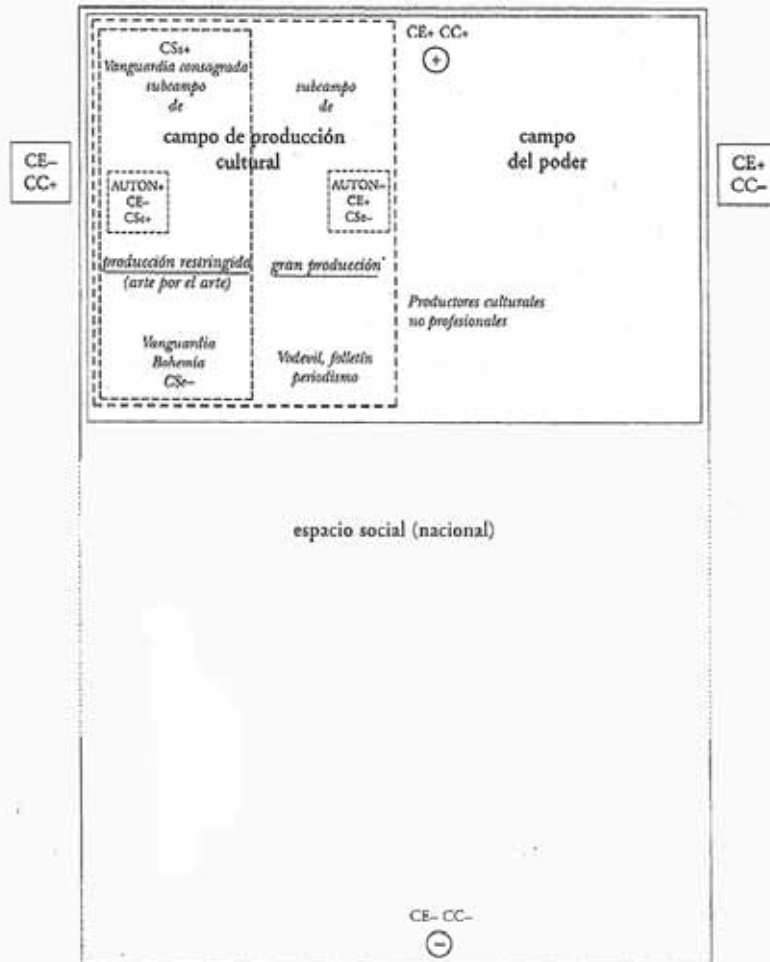 CE+ CC+
+
CSs+
Vanguardia consagrada
subcampo
de
subcampo
de
campo de producción
cultural
campo
del poder
CE–
CC+
CE+
CC–
AUTON+
CE–
CSs+
AUTON–
CE+
CSe–
producción restringida
(arte por el arte)
gran producción
Productores culturales
no profesionales
Vanguardia
Bohemia
CSe–
Vodevil, folletín
periodismo
espacio social (nacional)
CE– CC–
–